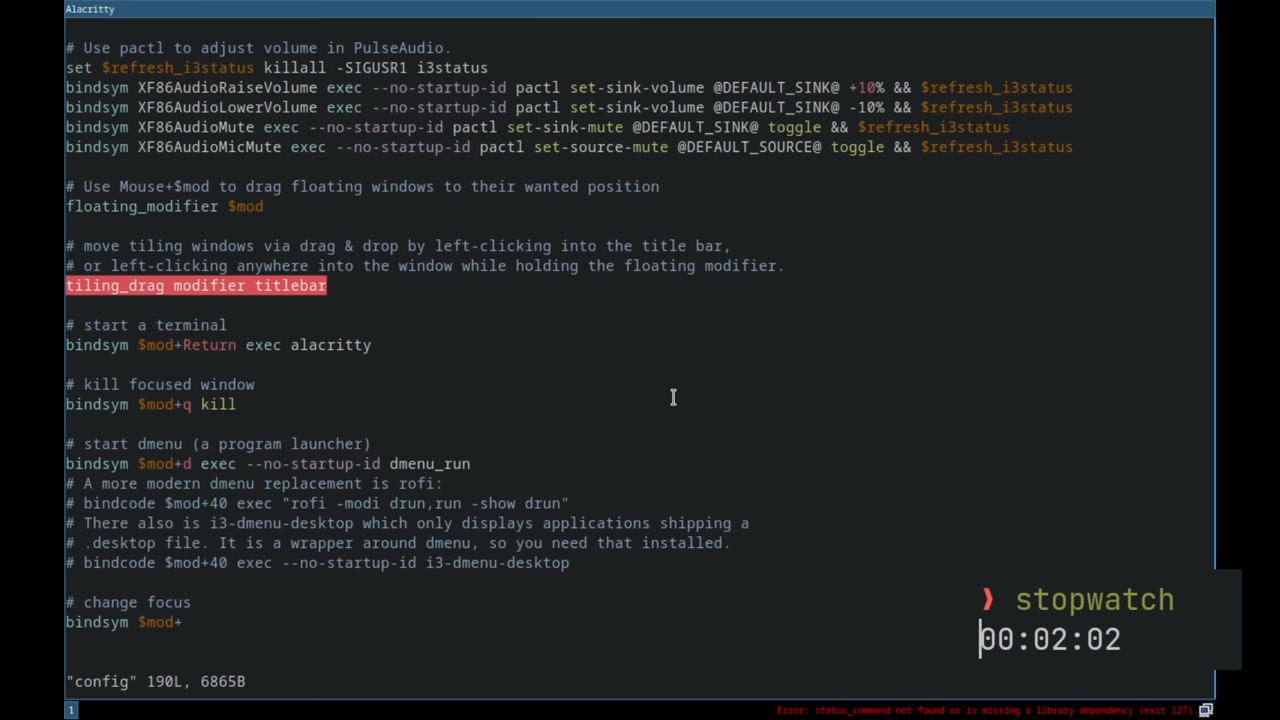 Alacritty
# Use pactl to adjust volume in PulseAudio.
set $refresh_i3status killall -SIGUSR1 i3status
bindsym XF86AudioRaiseVolume exec --no-startup-id pactl set-sink-volume @DEFAULT_SINK@ +10% && $refresh_i3status
bindsym XF86AudioLowerVolume exec --no-startup-id pactl set-sink-volume @DEFAULT_SINK@ -10% && $refresh_i3status
bindsym XF86AudioMute exec --no-startup-id pactl set-sink-mute @DEFAULT_SINK@ toggle && $refresh_i3status
bindsym XF86AudioMicMute exec --no-startup-id pactl set-source-mute @DEFAULT_SOURCE@ toggle && $refresh_i3status
# Use Mouse+$mod to drag floating windows to their wanted position
floating_modifier $mod
# move tiling windows via drag & drop by left-clicking into the title bar,
# or left-clicking anywhere into the window while holding the floating modifier.
tiling_drag modifier titlebar
# start a terminal
bindsym $mod+Return exec alacritty
# kill focused window
bindsym $mod+q kill
# start dmenu (a program launcher)
bindsym $mod+d exec --no-startup-id dmenu_run
# A more modern dmenu replacement is rofi:
# bindcode $mod+40 exec "rofi -modi drun,run -show drun"
# There also is i3-dmenu-desktop which only displays applications shipping a
# .desktop file. It is a wrapper around dmenu, so you need that installed.
# bindcode $mod+40 exec --no-startup-id i3-dmenu-desktop
# change focus
bindsym $mod+
❩ stopwatch
00:02:02
"config" 190L, 6865B
1
Error: status_command not found or is missing a library dependency (exit 127)